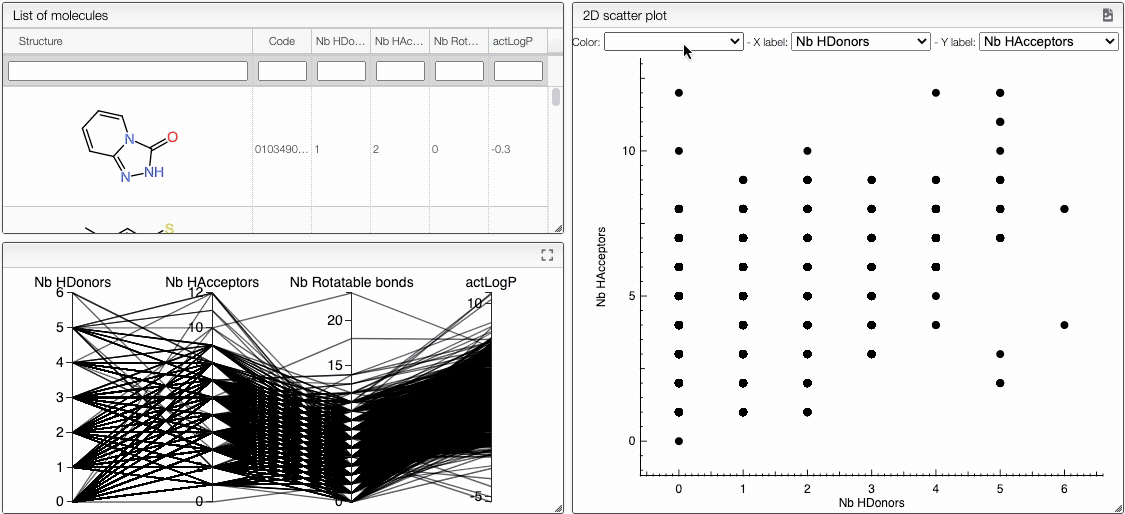 List of molecules
Structure Code Nb HDo... Nb HAc... Nb Rot... actLogP
N O N NH
0103490... 1 2 0 -0.3
S
Nb HDonors Nb HAcceptors Nb Rotatable bonds actLogP
6 12 10
5 10 20
4 15
3
2
1
0 0 0 -5
2D scatter plot
Color: - X label: Nb HDonors - Y label: Nb HAcceptors
Nb HAcceptors
10
5
0
0 1 2 3 4 5 6
Nb HDonors